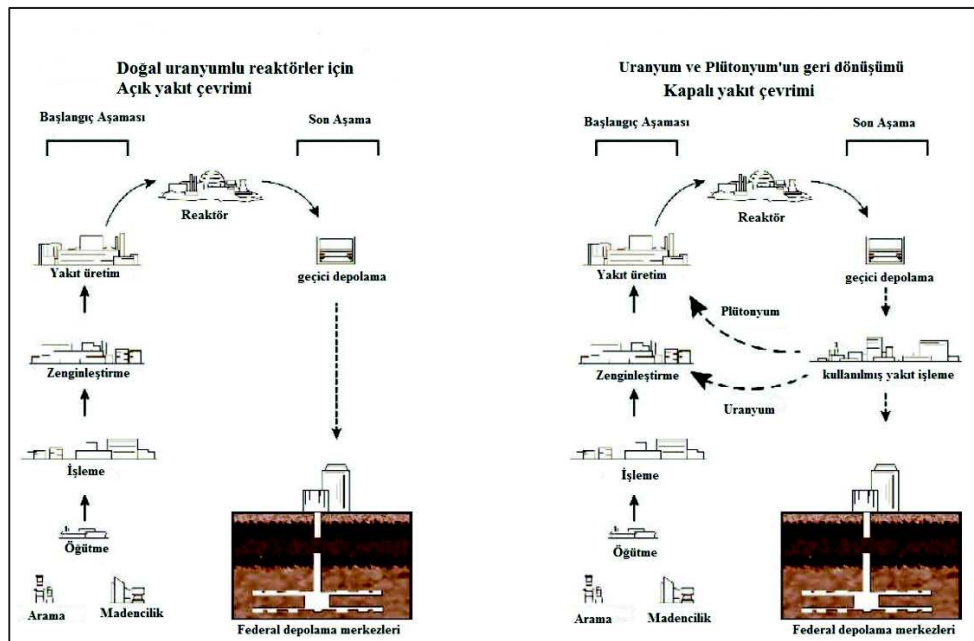 Doğal uranyumlu reaktörler için
Açık yakıt çevrimi
Başlangıç Aşaması
Son Aşama
Reaktör
Yakıt üretim
geçici depolama
Zenginleştirme
İşleme
Öğütme
Arama
Madencilik
Federal depolama merkezleri
Uranyum ve Plütonyum'un geri dönüşümü
Kapalı yakıt çevrimi
Başlangıç Aşaması
Son Aşama
Reaktör
Yakıt üretim
geçici depolama
Plütonyum
Zenginleştirme
kullanılmış yakıt işleme
Uranyum
İşleme
Öğütme
Arama
Madencilik
Federal depolama merkezleri